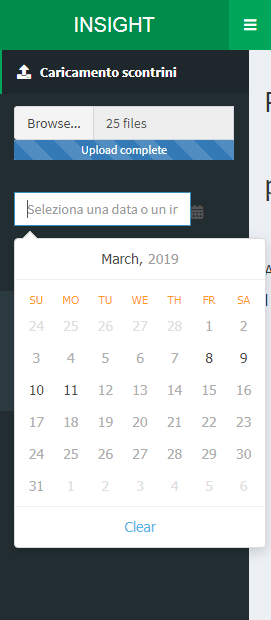 INSIGHT
Caricamento scontrini
Browse... 25 files
Upload complete
Seleziona una data o un ir
March, 2019
SU MO TU WE TH FR SA
24 25 26 27 28 1 2
3 4 5 6 7 8 9
10 11 12 13 14 15 16
17 18 19 20 21 22 23
24 25 26 27 28 29 30
31 1 2 3 4 5 6
Clear